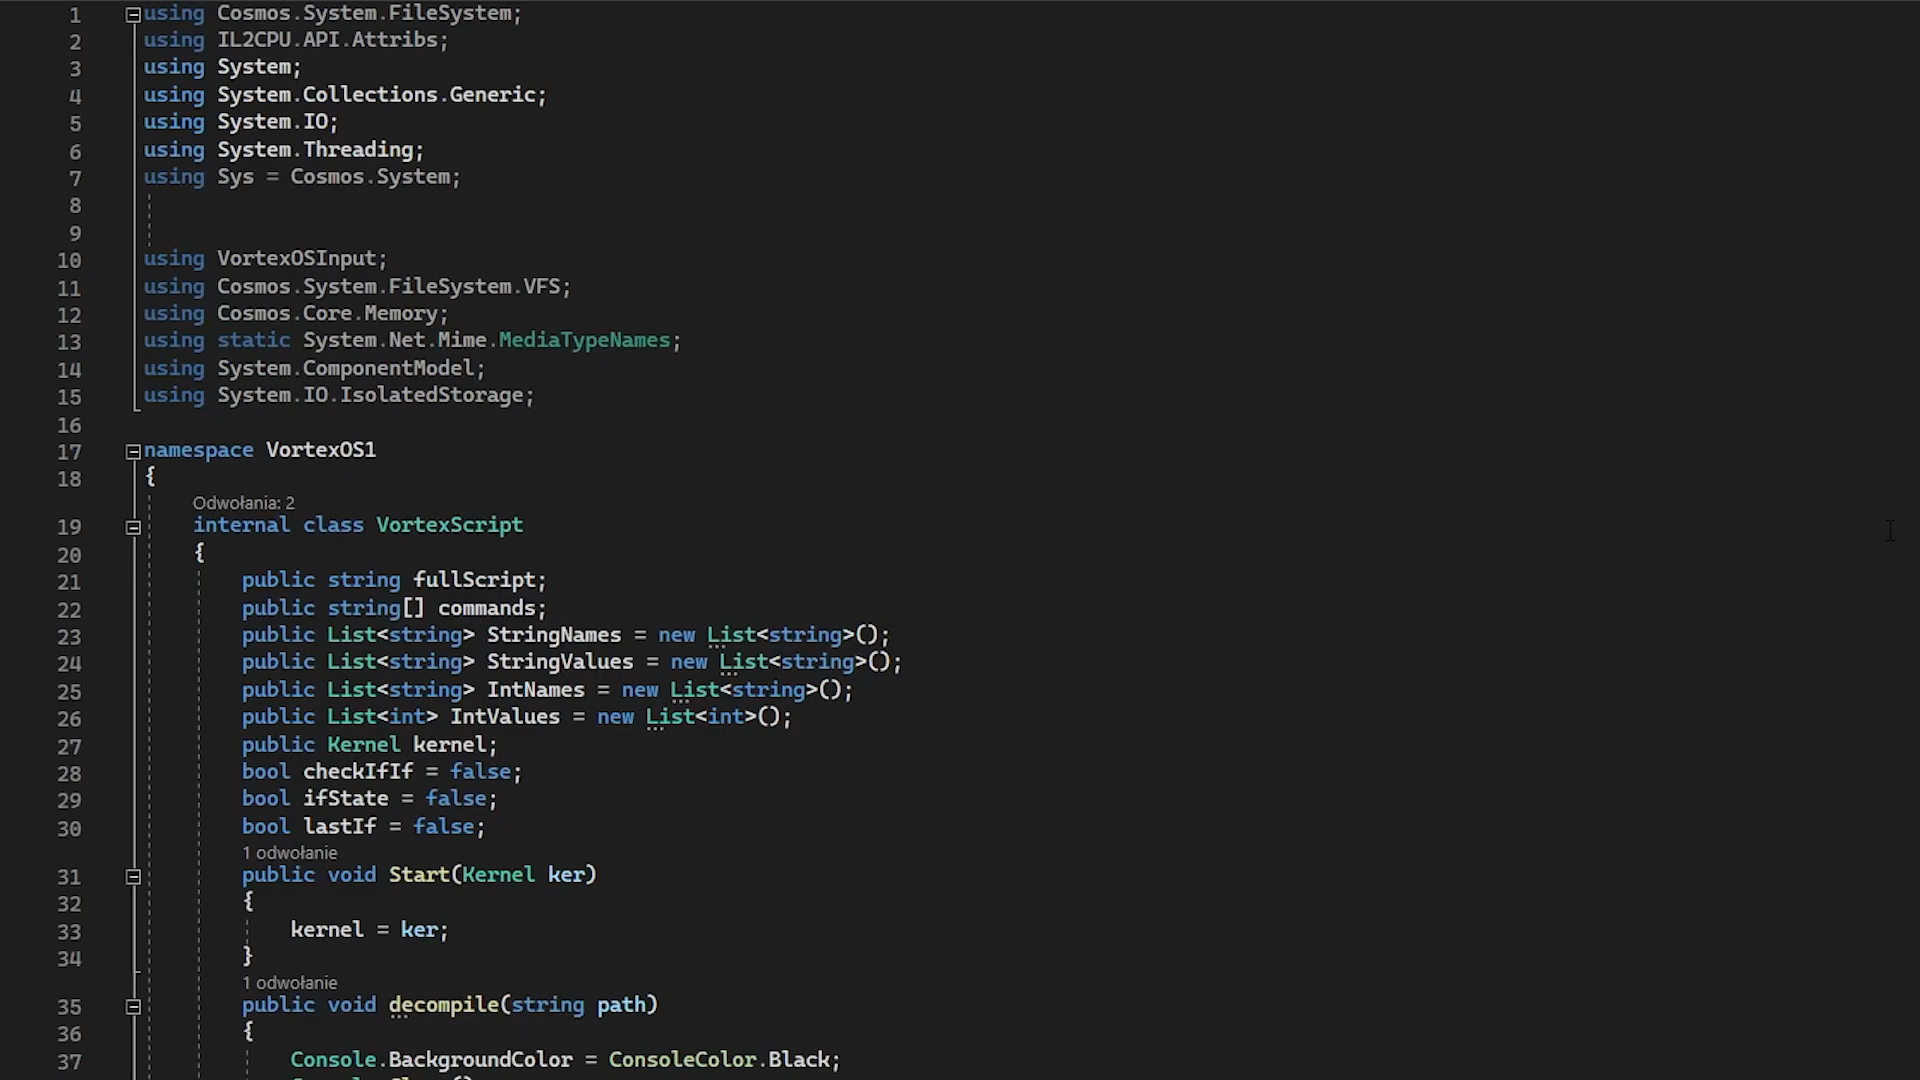 1 using Cosmos.System.FileSystem;
2 using IL2CPU.API.Attribs;
3 using System;
4 using System.Collections.Generic;
5 using System.IO;
6 using System.Threading;
7 using Sys = Cosmos.System;
8
9
10 using VortexOSInput;
11 using Cosmos.System.FileSystem.VFS;
12 using Cosmos.Core.Memory;
13 using static System.Net.Mime.MediaTypeNames;
14 using System.ComponentModel;
15 using System.IO.IsolatedStorage;
16
17 namespace VortexOS1
18 {
Odwołania: 2
19 internal class VortexScript
20 {
21 public string fullScript;
22 public string[] commands;
23 public List<string> StringNames = new List<string>();
24 public List<string> StringValues = new List<string>();
25 public List<string> IntNames = new List<string>();
26 public List<int> IntValues = new List<int>();
27 public Kernel kernel;
28 bool checkIfIf = false;
29 bool ifState = false;
30 bool lastIf = false;
1 odwołanie
31 public void Start(Kernel ker)
32 {
33 kernel = ker;
34 }
1 odwołanie
35 public void decompile(string path)
36 {
37 Console.BackgroundColor = ConsoleColor.Black;